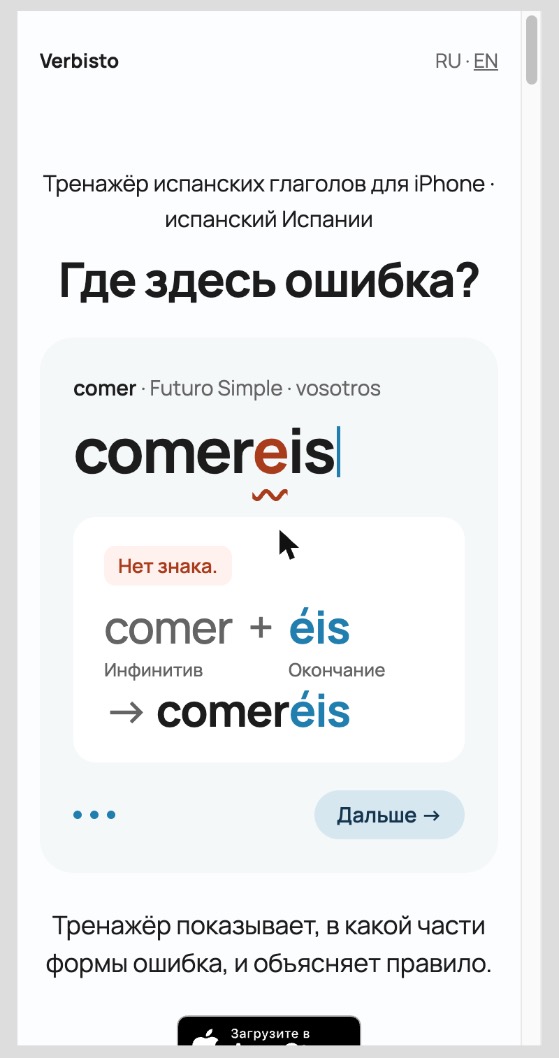 Verbisto
RU · EN
Тренажёр испанских глаголов для iPhone ·
испанский Испании
Где здесь ошибка?
comer · Futuro Simple · vosotros
comereis
Нет знака.
comer + éis
Инфинитив Окончание
→ comeréis
Дальше →
Тренажёр показывает, в какой части
формы ошибка, и объясняет правило.
Загрузите в